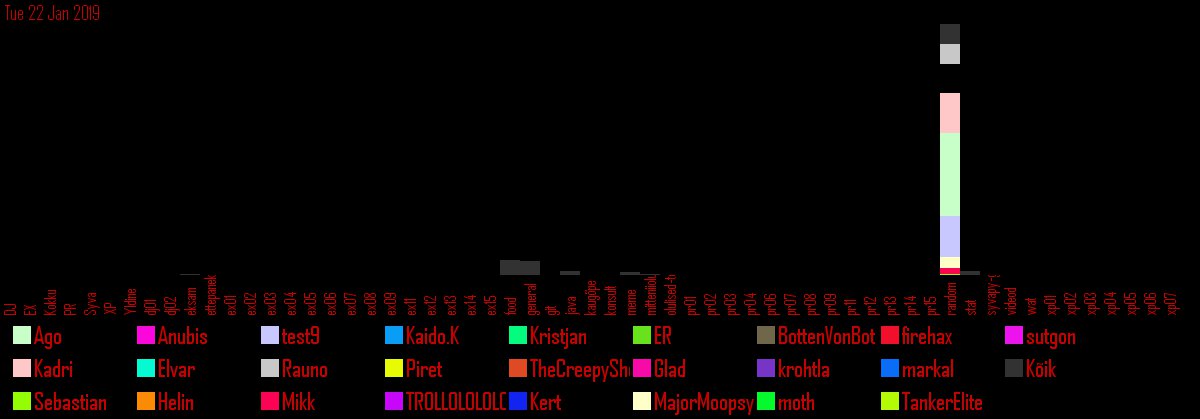 Tue 22 Jan 2019
DJ EX Kokku PR Syva XP Yldine dj01 dj02 eksam ettepanek ex01 ex02 ex03 ex04 ex05 ex06 ex07 ex08 ex09 ex11 ex12 ex13 ex14 ex15 food general git java kaugõpe konsult meme mitteniiolu olulised-h pr01 pr02 pr03 pr04 pr06 pr07 pr08 pr09 pr11 pr12 pr13 pr14 pr15 random stat videod wat xp01 xp02 xp03 xp04 xp05 xp06 xp07
Ago Anubis test9 Kaido.K Kristjan ER BottenVonBot firehax sutgon
Kadri Elvar Rauno Piret TheCreepySh Glad krohtla markal Kõik
Sebastian Helin Mikk TROLLOLOLOLO Kert MajorMoopsy moth TankerElite